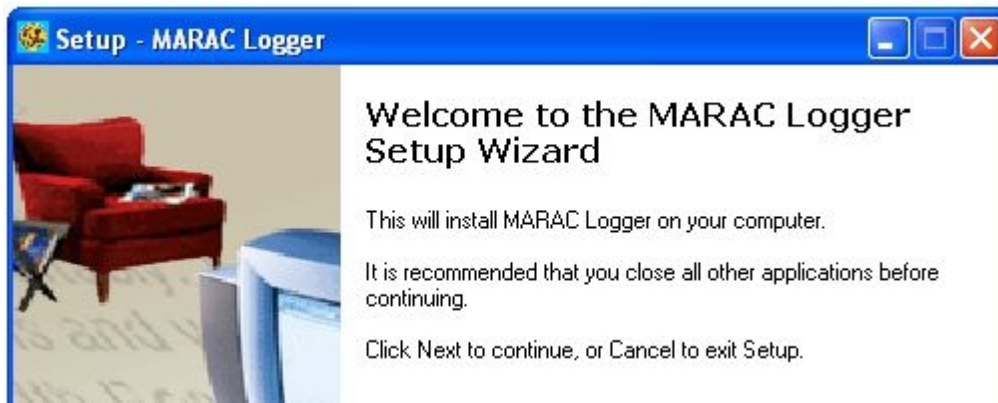 Setup - MARAC Logger
Welcome to the MARAC Logger
Setup Wizard
This will install MARAC Logger on your computer.
It is recommended that you close all other applications before
continuing.
Click Next to continue, or Cancel to exit Setup.